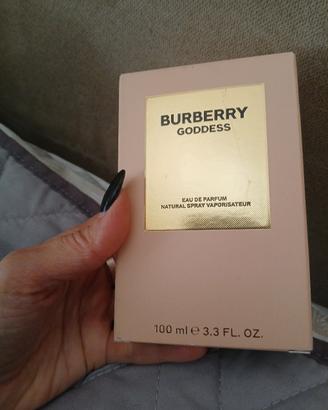 BURBERRY
GODDESS
EAU DE PARFUM
NATURAL SPRAY VAPORISATEUR
100 ml ℮ 3.3 FL. OZ.